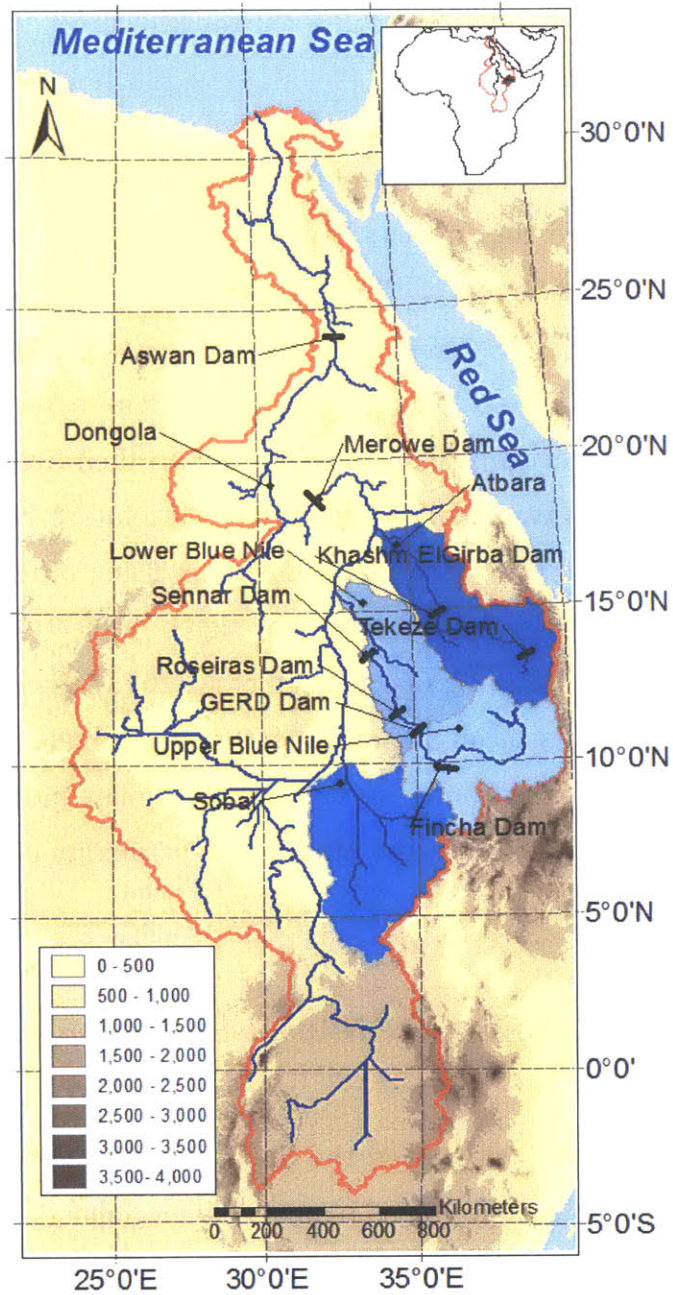 Mediterranean Sea
N
30°0'N
25°0'N
Aswan Dam
Red Sea
20°0'N
Dongola
Merowe Dam
Atbara
Lower Blue Nile
Khashm ElGirba Dam
Sennar Dam
15°0'N
Tekeze Dam
Roseiras Dam
GERD Dam
Upper Blue Nile
10°0'N
Sobat
Fincha Dam
5°0'N
0 - 500
500 - 1,000
1,000 - 1,500
1,500 - 2,000
2,000 - 2,500
2,500 - 3,000
3,000 - 3,500
3,500- 4,000
0°0'
Kilometers
0 200 400 600 800
5°0'S
25°0'E 30°0'E 35°0'E